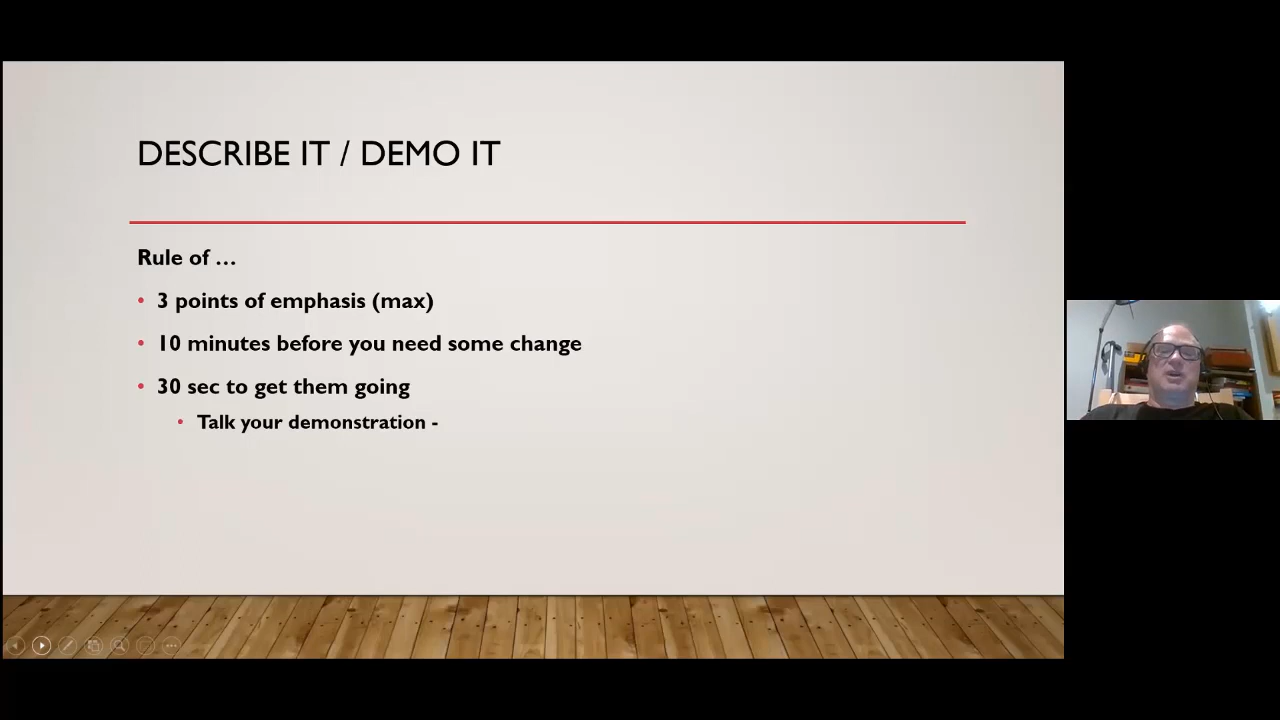 DESCRIBE IT / DEMO IT
Rule of …
• 3 points of emphasis (max)
• 10 minutes before you need some change
• 30 sec to get them going
• Talk your demonstration -